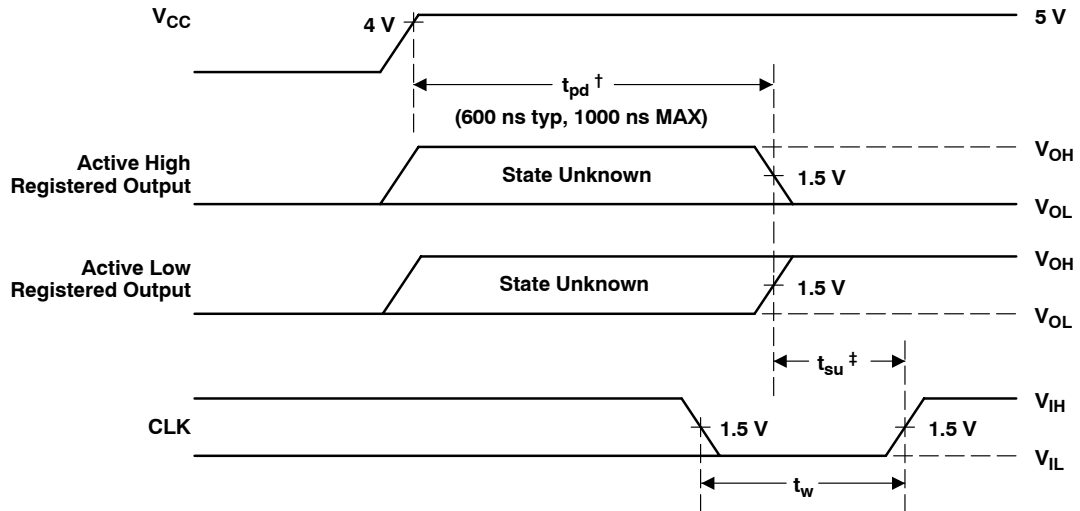 VCC
4 V
5 V
tpd †
(600 ns typ, 1000 ns MAX)
Active High
Registered Output
State Unknown
1.5 V
VOH
VOL
Active Low
Registered Output
State Unknown
1.5 V
VOH
VOL
tsu ‡
CLK
1.5 V
1.5 V
VIH
VIL
tw